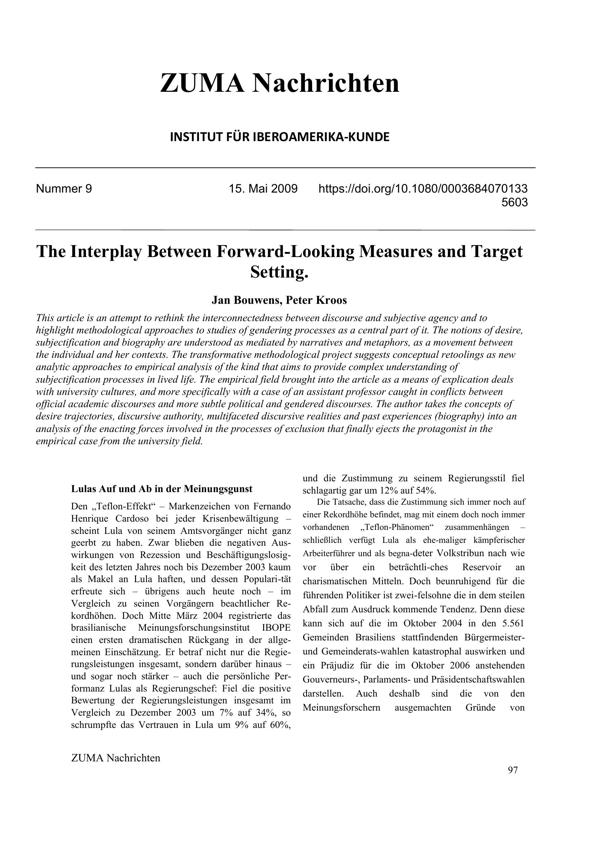 ZUMA Nachrichten
INSTITUT FÜR IBEROAMERIKA-KUNDE
Nummer 9 15. Mai 2009 https://doi.org/10.1080/0003684070133
5603
The Interplay Between Forward-Looking Measures and Target
Setting.
Jan Bouwens, Peter Kroos
This article is an attempt to rethink the interconnectedness between discourse and subjective agency and to
highlight methodological approaches to studies of gendering processes as a central part of it. The notions of desire,
subjectification and biography are understood as mediated by narratives and metaphors, as a movement between
the individual and her contexts. The transformative methodological project suggests conceptual retoolings as new
analytic approaches to empirical analysis of the kind that aims to provide complex understanding of
subjectification processes in lived life. The empirical field brought into the article as a means of explication deals
with university cultures, and more specifically with a case of an assistant professor caught in conflicts between
official academic discourses and more subtle political and gendered discourses. The author takes the concepts of
desire trajectories, discursive authority, multifaceted discursive realities and past experiences (biography) into an
analysis of the enacting forces involved in the processes of exclusion that finally ejects the protagonist in the
empirical case from the university field.
Lulas Auf und Ab in der Meinungsgunst
Den „Teflon-Effekt“ – Markenzeichen von Fernando
Henrique Cardoso bei jeder Krisenbewältigung –
scheint Lula von seinem Amtsvorgänger nicht ganz
geerbt zu haben. Zwar blieben die negativen Aus-
wirkungen von Rezession und Beschäftigungslosig-
keit des letzten Jahres noch bis Dezember 2003 kaum
als Makel an Lula haften, und dessen Populari-tät
erfreute sich – übrigens auch heute noch – im
Vergleich zu seinen Vorgängern beachtlicher Re-
kordhöhen. Doch Mitte März 2004 registrierte das
brasilianische Meinungsforschungsinstitut IBOPE
einen ersten dramatischen Rückgang in der allge-
meinen Einschätzung. Er betraf nicht nur die Regie-
rungsleistungen insgesamt, sondern darüber hinaus –
und sogar noch stärker – auch die persönliche Per-
formanz Lulas als Regierungschef: Fiel die positive
Bewertung der Regierungsleistungen insgesamt im
Vergleich zu Dezember 2003 um 7% auf 34%, so
schrumpfte das Vertrauen in Lula um 9% auf 60%,
und die Zustimmung zu seinem Regierungsstil fiel
schlagartig gar um 12% auf 54%.
Die Tatsache, dass die Zustimmung sich immer noch auf
einer Rekordhöhe befindet, mag mit einem doch noch immer
vorhandenen „Teflon-Phänomen“ zusammenhängen –
schließlich verfügt Lula als ehe-maliger kämpferischer
Arbeiterführer und als begna-deter Volkstribun nach wie
vor über ein beträchtli-ches Reservoir an
charismatischen Mitteln. Doch beunruhigend für die
führenden Politiker ist zwei-felsohne die in dem steilen
Abfall zum Ausdruck kommende Tendenz. Denn diese
kann sich auf die im Oktober 2004 in den 5.561
Gemeinden Brasiliens stattfindenden Bürgermeister-
und Gemeinderats-wahlen katastrophal auswirken und
ein Präjudiz für die im Oktober 2006 anstehenden
Gouverneurs-, Parlaments- und Präsidentschaftswahlen
darstellen. Auch deshalb sind die von den
Meinungsforschern ausgemachten Gründe von
ZUMA Nachrichten
97